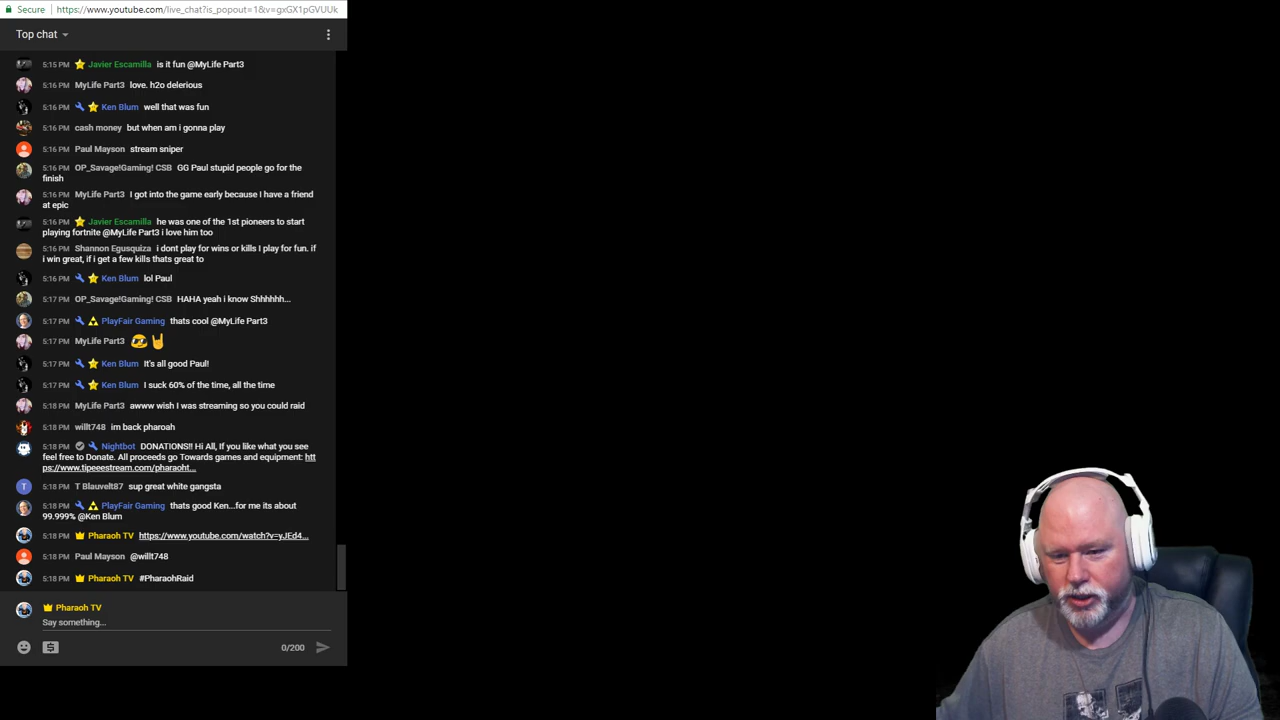 Secure https://www.youtube.com/live_chat?is_popout=1&v=gxGX1pGVUUk
Top chat
5:15 PM Javier Escamilla is it fun @MyLife Part3
5:16 PM MyLife Part3 love. h2o delerious
5:16 PM Ken Blum well that was fun
5:16 PM cash money but when am i gonna play
5:16 PM Paul Mayson stream sniper
5:16 PM OP_Savage!Gaming! CSB GG Paul stupid people go for the
finish
5:16 PM MyLife Part3 I got into the game early because I have a friend
at epic
5:16 PM Javier Escamilla he was one of the 1st pioneers to start
playing fortnite @MyLife Part3 i love him too
5:16 PM Shannon Egusquiza i dont play for wins or kills I play for fun. if
i win great, if i get a few kills thats great to
5:16 PM Ken Blum lol Paul
5:17 PM OP_Savage!Gaming! CSB HAHA yeah i know Shhhhhh...
5:17 PM PlayFair Gaming thats cool @MyLife Part3
5:17 PM MyLife Part3
5:17 PM Ken Blum It's all good Paul!
5:17 PM Ken Blum I suck 60% of the time, all the time
5:18 PM MyLife Part3 awww wish I was streaming so you could raid
5:18 PM willt748 im back pharoah
5:18 PM Nightbot DONATIONS!! Hi All, If you like what you see
feel free to Donate. All proceeds go Towards games and equipment: htt
ps://www.tipeeestream.com/pharaoht...
5:18 PM T Blauvelt87 sup great white gangsta
5:18 PM PlayFair Gaming thats good Ken...for me its about
99.999% @Ken Blum
5:18 PM Pharaoh TV https://www.youtube.com/watch?v=yJEd4...
5:18 PM Paul Mayson @willt748
5:18 PM Pharaoh TV #PharaohRaid
Pharaoh TV
Say something...
0/200